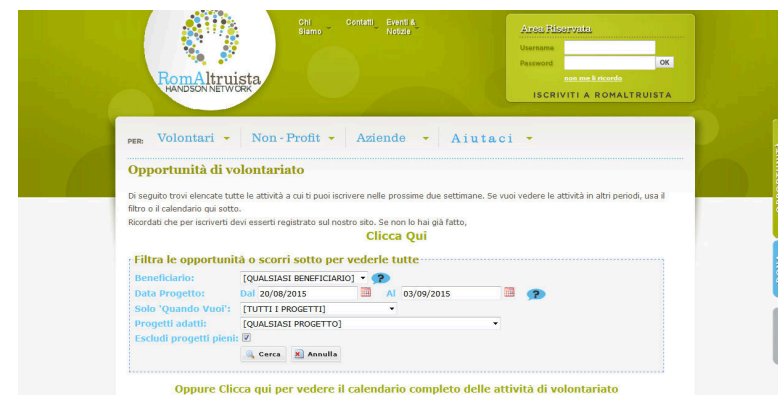 Chi Siamo
Contatti
Eventi & Notizie
Area Riservata
Username
Password
OK
non me li ricordo
ISCRIVITI A ROMALTRUISTA
RomAltruista
HANDSON NETWORK
PER: Volontari Non-Profit Aziende Aiutaci
Opportunità di volontariato
Di seguito trovi elencate tutte le attività a cui ti puoi iscrivere nelle prossime due settimane. Se vuoi vedere le attività in altri periodi, usa il
filtro o il calendario qui sotto.
Ricordati che per iscriverti devi esserti registrato sul nostro sito. Se non lo hai già fatto,
Clicca Qui
Filtra le opportunità o scorri sotto per vederle tutte
Beneficiario: [QUALSIASI BENEFICIARIO] ?
Data Progetto: Dal 20/08/2015 Al 03/09/2015 ?
Solo 'Quando Vuoi': [TUTTI I PROGETTI]
Progetti adatti: [QUALSIASI PROGETTO]
Escludi progetti pieni:
Cerca Annulla
Oppure Clicca qui per vedere il calendario completo delle attività di volontariato